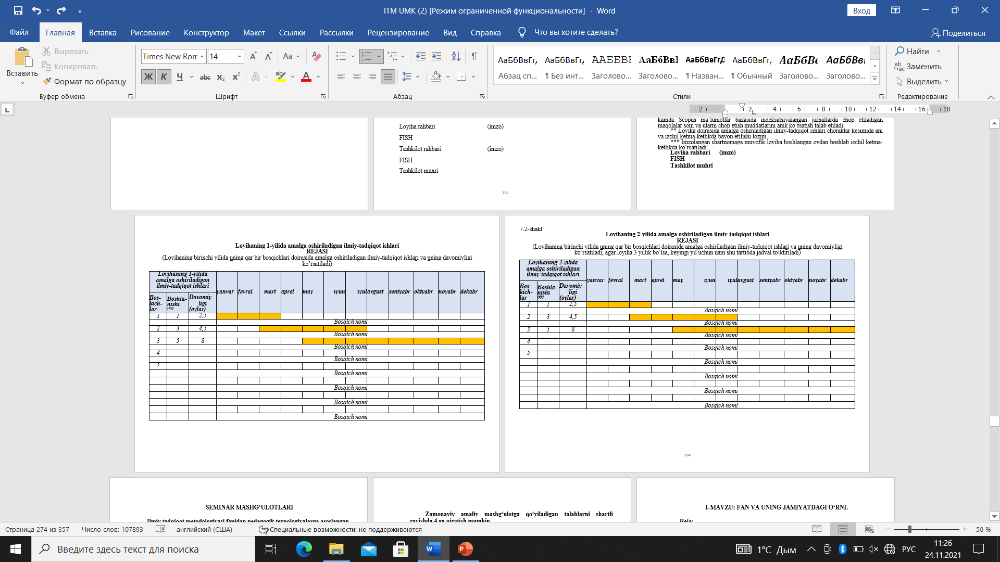 ITM UMK (2) [Режим ограниченной функциональности] - Word
Вход
Файл Главная Вставка Рисование Конструктор Макет Ссылки Рассылки Рецензирование Вид Справка Что вы хотите сделать? Поделиться
Вставить
Вырезать
Копировать
Формат по образцу
Буфер обмена
Times New Ron 14
Шрифт
Абзац
Абзац сп... ¶ Без инт... Заголово... Заголово... ¶ Назван... ¶ Обычный Заголово... Заголово...
Стили
Найти
Заменить
Выделить
Редактирование
2 2 4 6 8 10 12 14 16 18
Loyiha rahbari (imzo)
FISH
Tashkilot rahbari (imzo)
FISH
Tashkilot muxri
281
kamda Scopus ma’lumotlar bazasida indeksatsiyalangan jurnallarda chop etiladigan
maqolalar soni va ularni chop etish muddatlarini anik ko‘rsatish talab etiladi.
** Loyika doirasida amalga oshiriladigan ilmiy-tadqiqot ishlari choraklar kesimida ani
va izchil ketma-ketlikda bayon etilishi lozim.
*** Imzolangan shartnomaga muvofik loyiha boshlangan oydan boshlab izchil ketma-
ketlikda ko‘rsatiladi.
Loyiha rahbari (imzo)
FISH
Tashkilot muhri
Loyihaning 1-yilida amalga oshiriladigan ilmiy-tadqiqot ishlari
REJASI
(Loyihaning birinchi yilida uning qar bir bosqichlari doirasida amalga oshiriladigan ilmiy-tadqiqot ishlari va uning davomiyligi
ko’rsatiladi)
Loyihaning 1-yilida
amalga oshiriladigan
ilmiy-tadqiqot ishlari
yanvar fevral mart aprel may iyun iyul avgust sentyabr oktyabr noyabr dekabr
Bos-
kich-
lar
Boshla-
nishi
(oy)
Davomiy
ligi
(oylar)
1 1 2,5
Bosqich nomi
2 3 4,5
Bosqich nomi
3 5 8
Bosqich nomi
4
Bosqich nomi
5
Bosqich nomi
Bosqich nomi
Bosqich nomi
Bosqich nomi
7.2-shakl
Loyihaning 2-yilida amalga oshiriladigan ilmiy-tadqiqot ishlari
REJASI
(Loyihaning birinchi yilida uning qar bir bosqichlari doirasida amalga oshiriladigan ilmiy-tadqiqot ishlari va uning davomiyligi
ko’rsatiladi, agar loyiha 3 yillik bo‘lsa, keyingi yil uchun uam shu tartibda jadval to\ldiriladi)
Loyihaning 2-yilida
amalga oshiriladigan
ilmiy-tadqiqot ishlari
yanvar fevral mart aprel may iyun iyul avgust sentyabr oktyabr noyabr dekabr
Bos-
kich-
lar
Boshla-
nishi
(oy)
Davomiy
ligi
(oylar)
1 1 2,5
Bosqich nomi
2 3 4,5
Bosqich nomi
3 5 8
Bosqich nomi
4
Bosqich nomi
5
Bosqich nomi
Bosqich nomi
Bosqich nomi
Bosqich nomi
284
SEMINAR MASHG‘ULOTLARI
Ilmiy tadqiqot metodologiyasi fanidan pedagogik texnologiyalarga asoslangan
Zamonaviy amaliy mashg‘ulotga qo‘yiladigan talablarni shartli
ravishda 4 ga ajratish mumkin
1-MAVZU: FAN VA UNING JAMIYATDAGI O‘RNI.
Reja:
Страница 274 из 357 Число слов: 107893 английский (США) Специальные возможности: не поддерживаются 50 %
Введите здесь текст для поиска
1°C Дым
РУС
11:26
24.11.2021